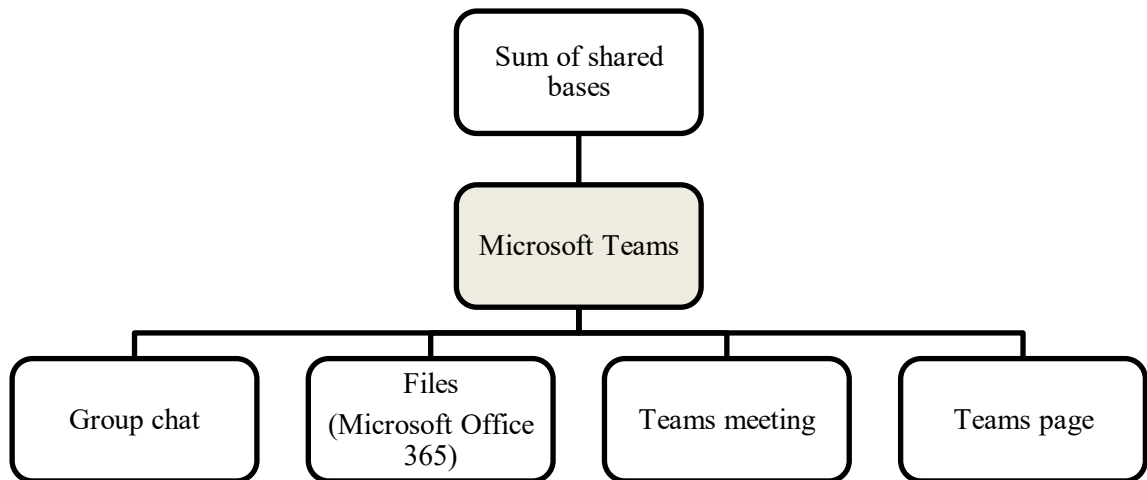 Sum of shared
bases
Microsoft Teams
Group chat
Files
(Microsoft Office
365)
Teams meeting
Teams page